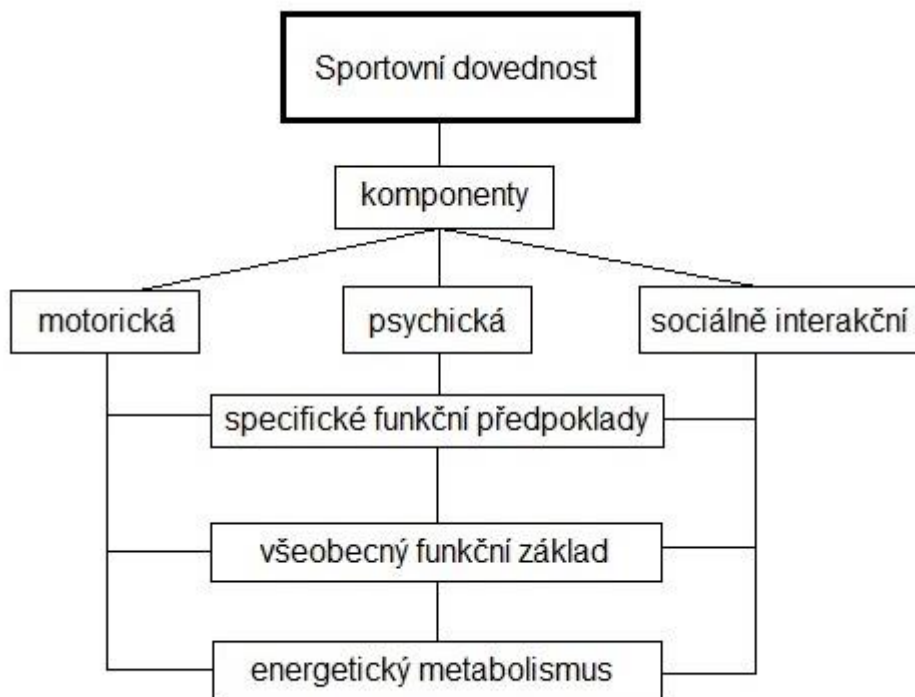 Sportovní dovednost
komponenty
motorická
psychická
sociálně interakční
specifické funkční předpoklady
všeobecný funkční základ
energetický metabolismus